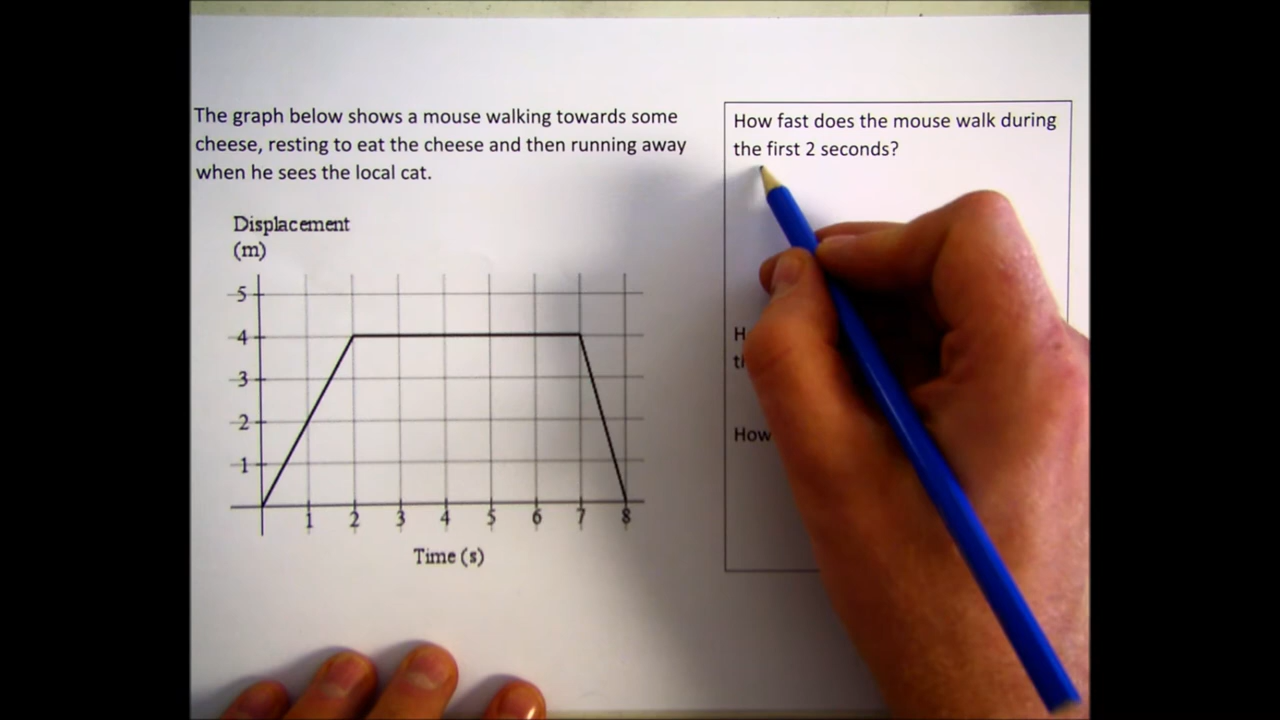 The graph below shows a mouse walking towards some
cheese, resting to eat the cheese and then running away
when he sees the local cat.
Displacement
(m)
5
4
3
2
1
1 2 3 4 5 6 7 8
Time (s)
How fast does the mouse walk during
the first 2 seconds?
How